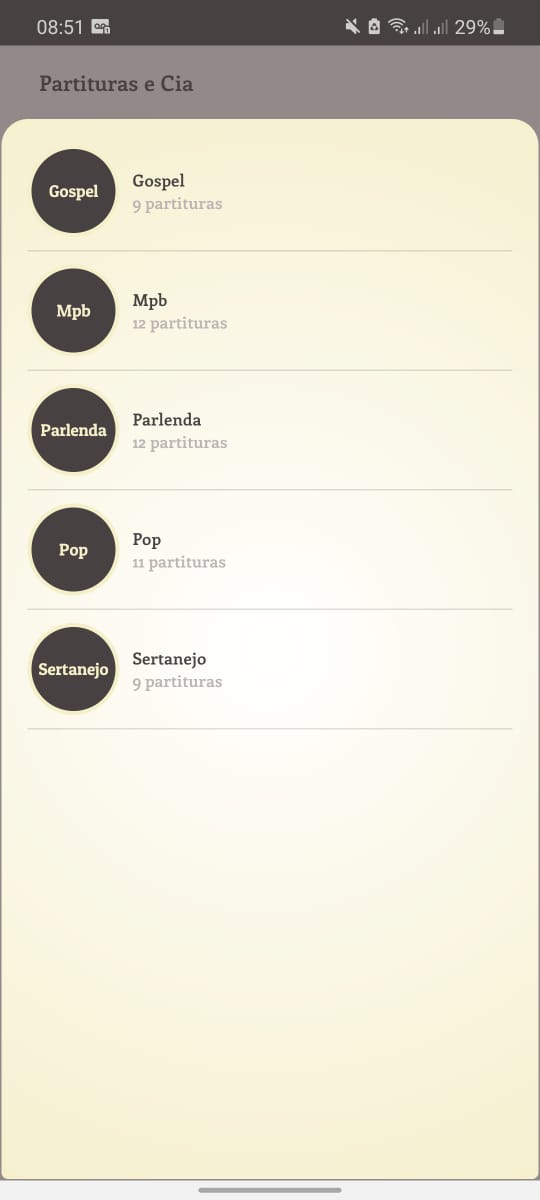 08:51
29%
Partituras e Cia
Gospel
Gospel
9 partituras
Mpb
Mpb
12 partituras
Parlenda
Parlenda
12 partituras
Pop
Pop
11 partituras
Sertanejo
Sertanejo
9 partituras